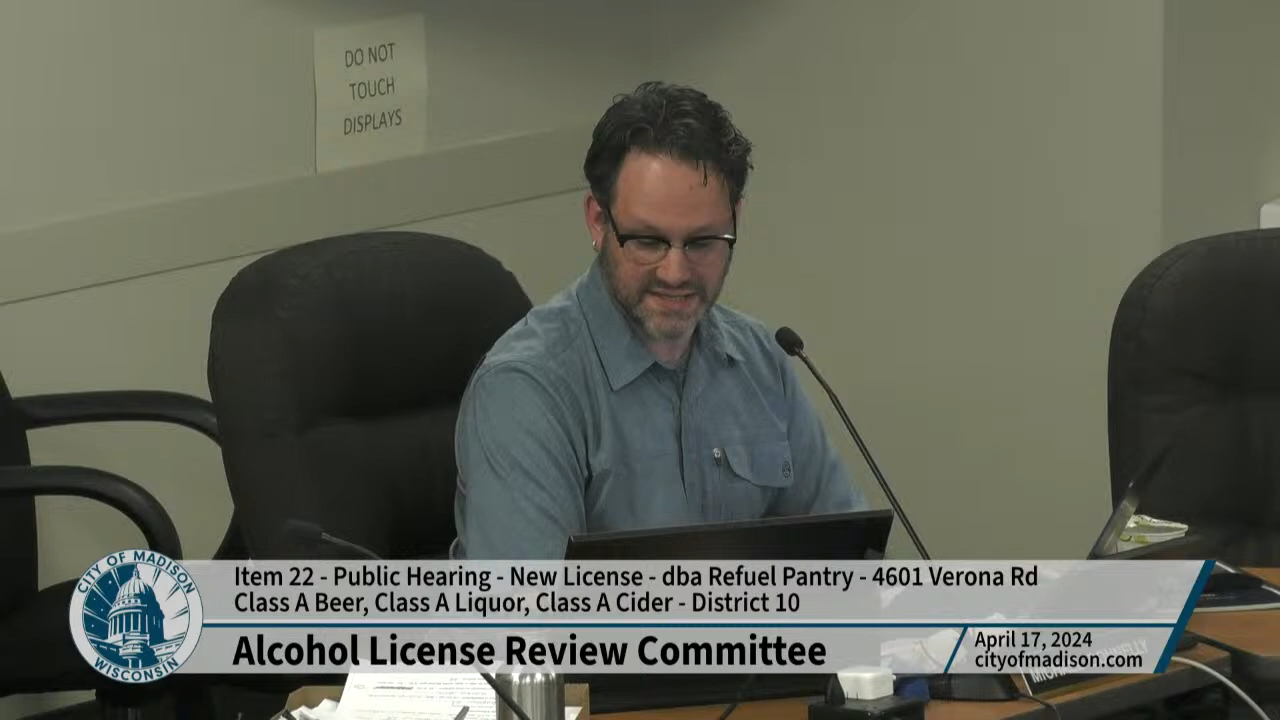 DO NOT
TOUCH
DISPLAYS
CITY OF MADISON
WISCONSIN
Item 22 - Public Hearing - New License - dba Refuel Pantry - 4601 Verona Rd
Class A Beer, Class A Liquor, Class A Cider - District 10
Alcohol License Review Committee
April 17, 2024
cityofmadison.com